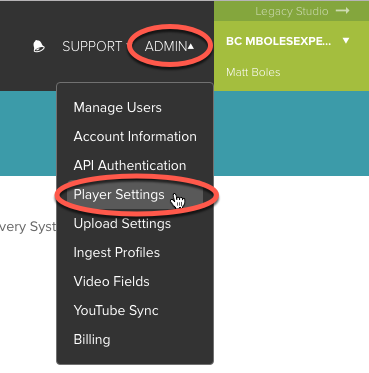 Legacy Studio
SUPPORT
ADMIN
BC MBOLESEXPE...
Matt Boles
Manage Users
Account Information
API Authentication
Player Settings
very Syst
Upload Settings
Ingest Profiles
Video Fields
YouTube Sync
Billing